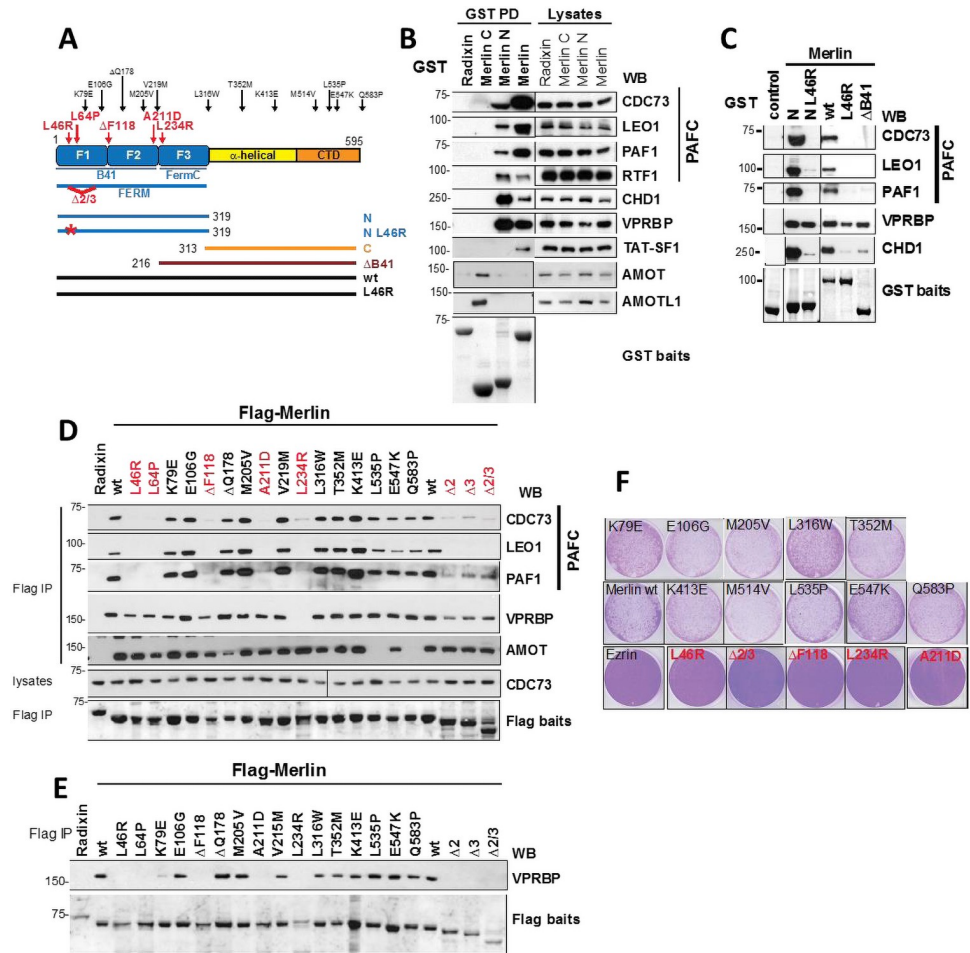 A
ΔQ178
E106G V219M L535P
K79E M205V L316W T352M K413E M514V E547K Q583P
L64P A211D
L46R ΔF118 L234R
1 595
F1 F2 F3 α-helical CTD
B41 FermC
FERM
Δ2/3
319 N
319 N L46R
313 C
216 ΔB41
wt
L46R
B
GST PD Lysates
GST
Radixin
Merlin C
Merlin N
Merlin
Radixin
Merlin C
Merlin N
Merlin
WB
75- CDC73
100- LEO1
75- PAF1
100- RTF1
PAFC
250- CHD1
150- VPRBP
100- TAT-SF1
150- AMOT
150- AMOTL1
75-
GST baits
C
Merlin
GST
control
N
N L46R
wt
L46R
ΔB41
WB
75- CDC73
100- LEO1
75- PAF1
PAFC
150- VPRBP
250- CHD1
100- GST baits
D
Flag-Merlin
Radixin
wt
L46R
L64P
K79E
E106G
ΔF118
ΔQ178
M205V
A211D
V219M
L234R
L316W
T352M
K413E
L535P
E547K
Q583P
wt
Δ2
Δ3
Δ2/3
WB
75- CDC73
100- LEO1
75- PAF1
PAFC
Flag IP
150- VPRBP
150- AMOT
lysates 75- CDC73
Flag IP 75- Flag baits
E
Flag-Merlin
Flag IP
Radixin
wt
L46R
L64P
K79E
E106G
ΔF118
ΔQ178
M205V
A211D
V215M
L234R
L316W
T352M
K413E
L535P
E547K
Q583P
wt
Δ2
Δ3
Δ2/3
WB
150- VPRBP
75- Flag baits
F
K79E E106G M205V L316W T352M
Merlin wt K413E M514V L535P E547K Q583P
Ezrin L46R Δ2/3 ΔF118 L234R A211D